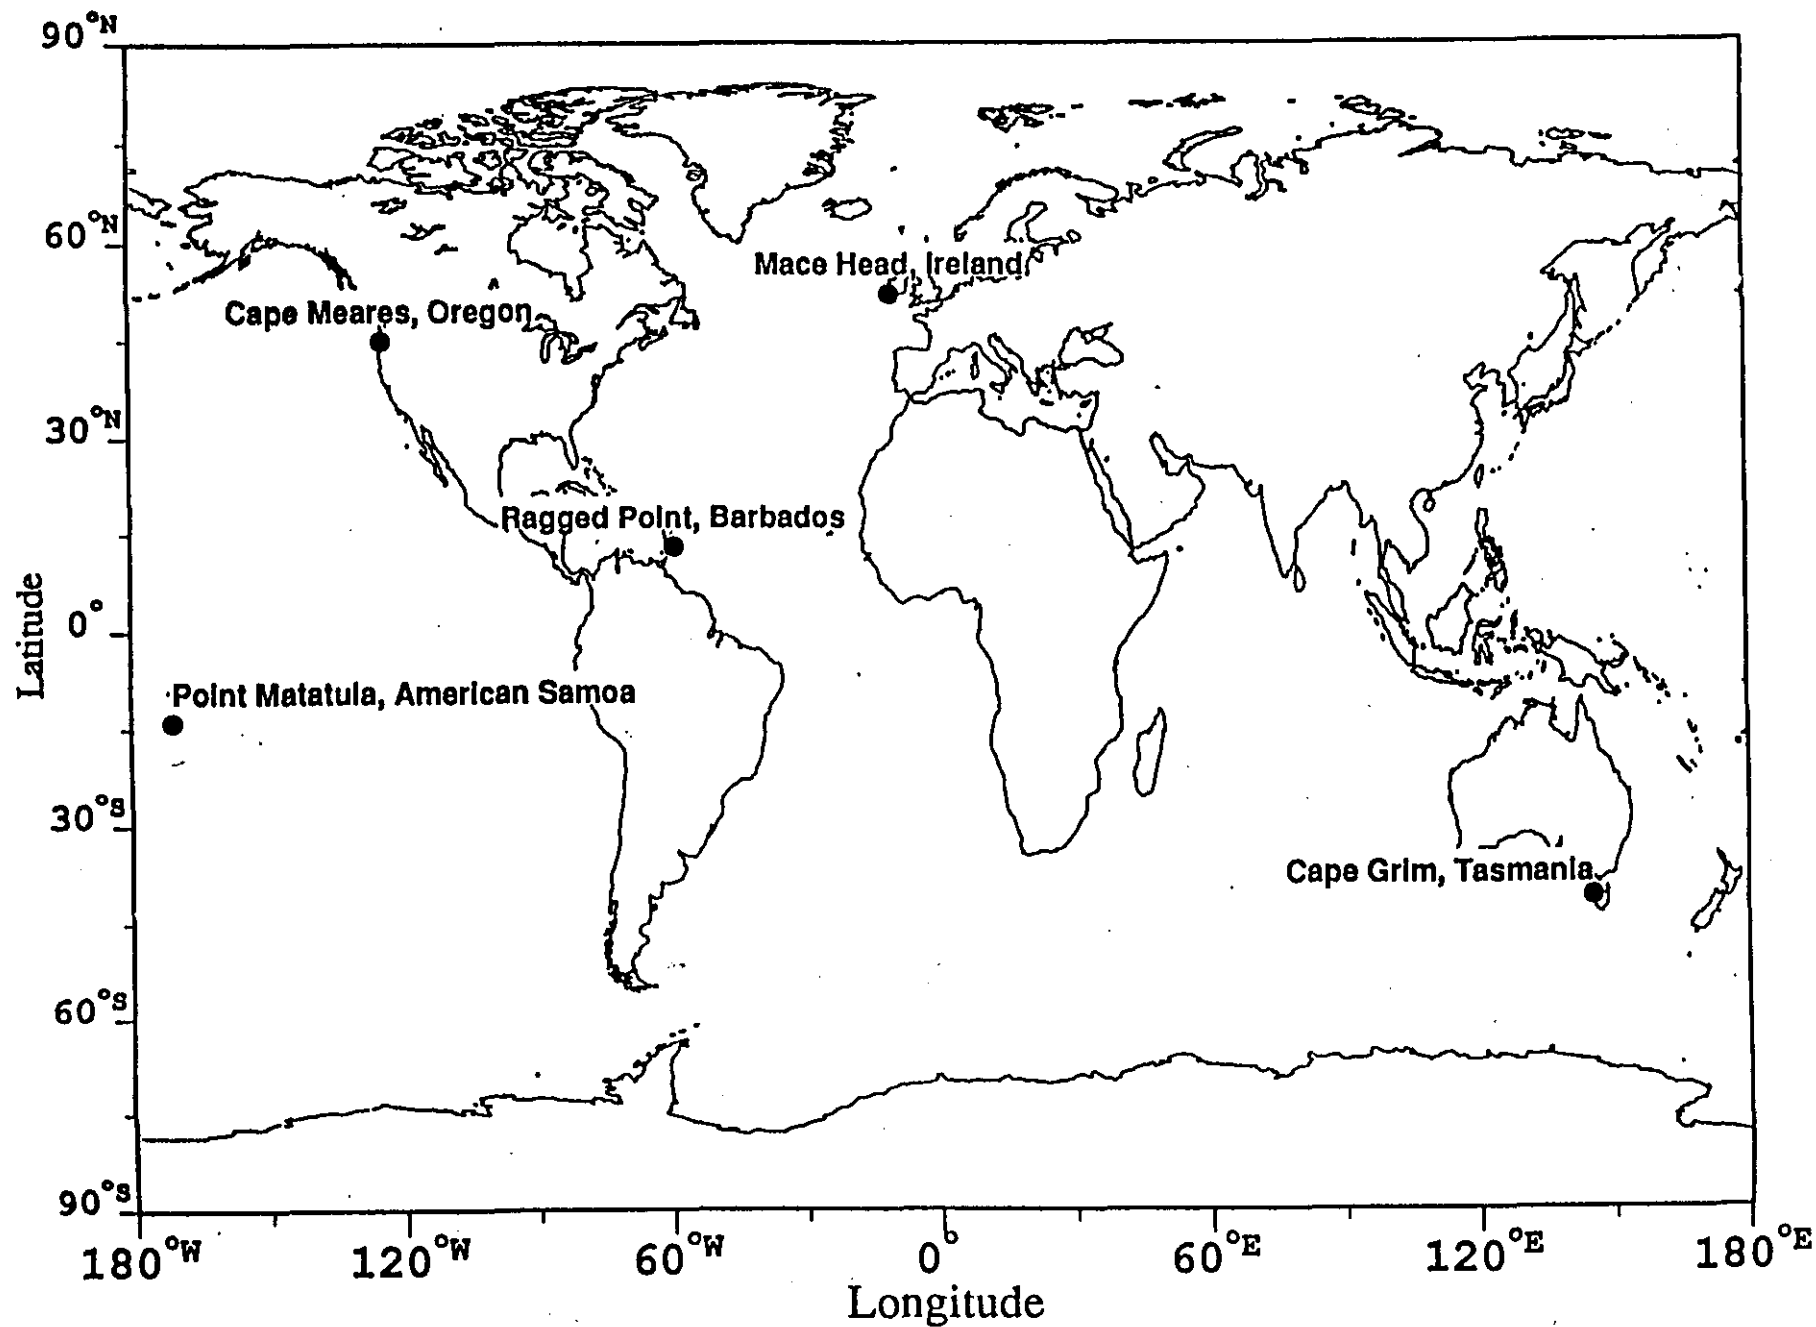 90°N
60°N
Mace Head, Ireland
Cape Meares, Oregon
30°N
Ragged Point, Barbados
Latitude
0°
Point Matatula, American Samoa
30°S
Cape Grim, Tasmania
60°S
90°S
180°W 120°W 60°W 0° 60°E 120°E 180°E
Longitude